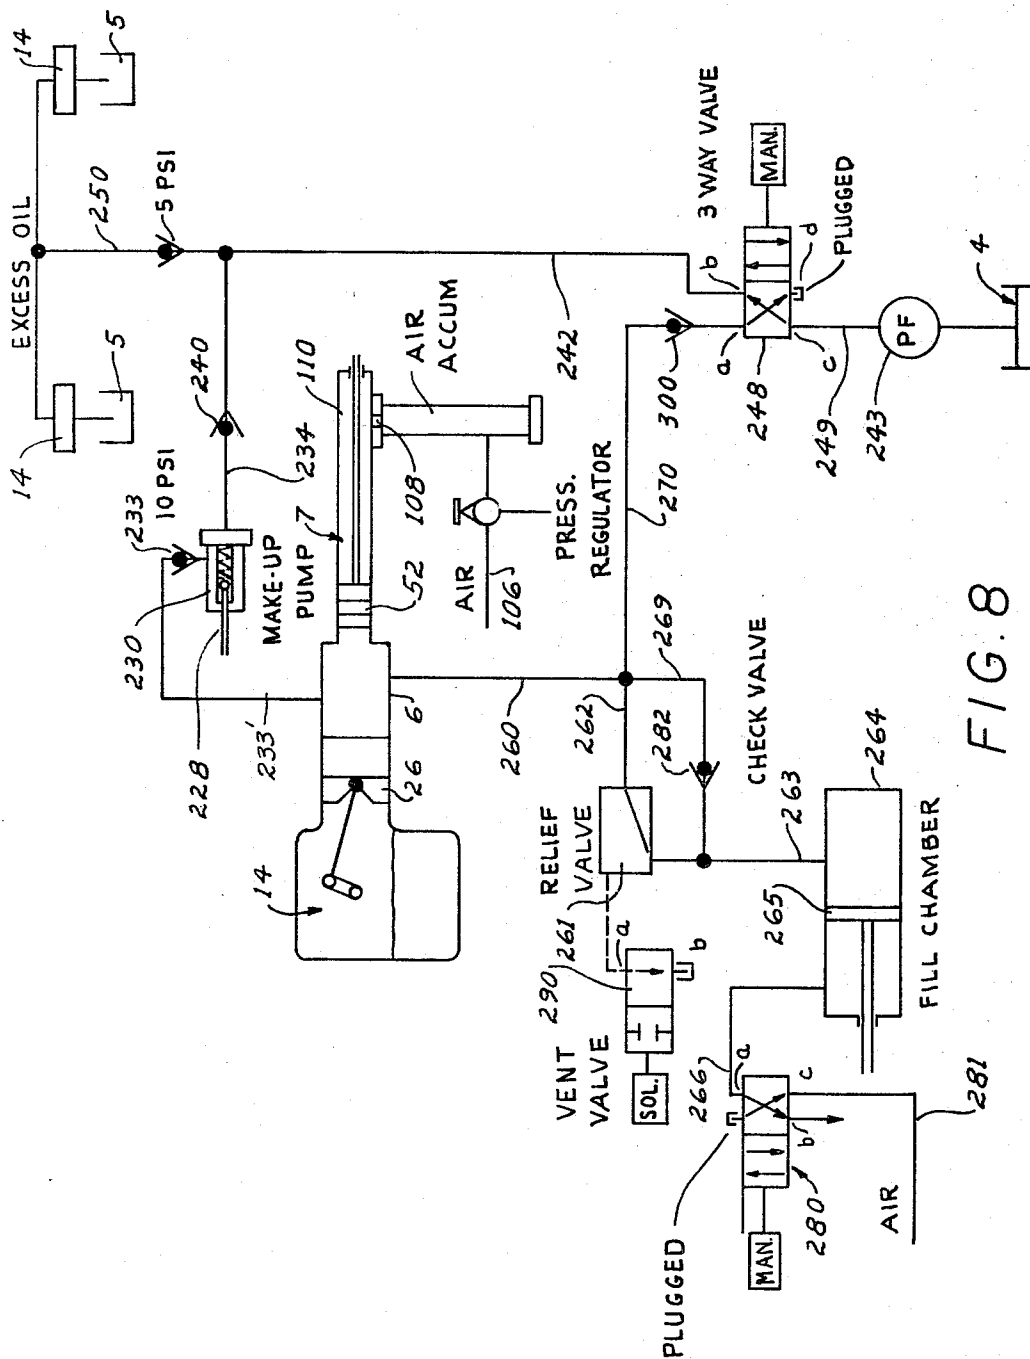 EXCESS OIL
14
5
14
5
250
5 PSI
240
10 PSI
233
230
228
233'
MAKE-UP
PUMP
234
7
110
52
108
AIR
ACCUM
AIR
106
PRESS.
REGULATOR
14
26
6
242
3 WAY VALVE
MAN.
b
a
d
c
PLUGGED
248
249
300
243
PF
4
270
260
262
269
282
CHECK VALVE
RELIEF
VALVE
261
290
a
b
VENT
VALVE
SOL.
263
264
265
FILL CHAMBER
266
a
c
b
PLUGGED
MAN.
280
AIR
281
FIG. 8